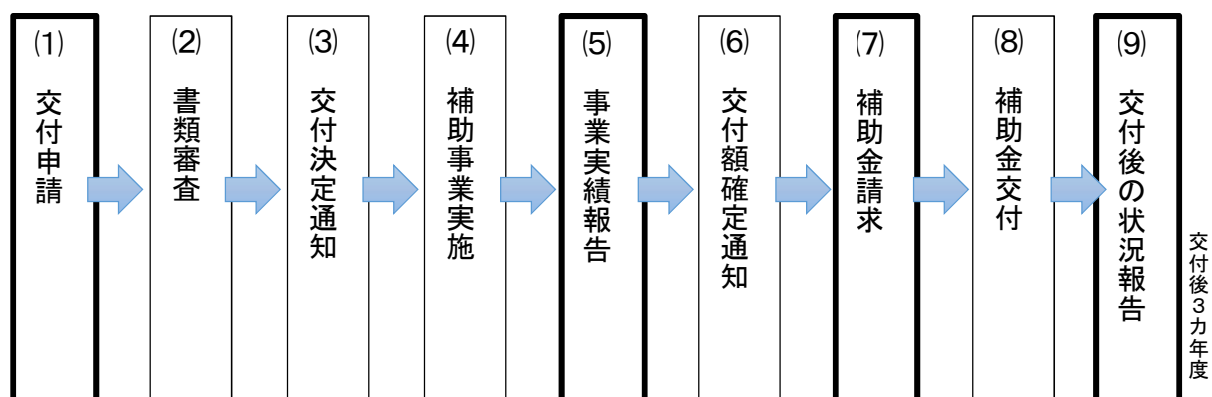 ⑴ 交付申請
⑵ 書類審査
⑶ 交付決定通知
⑷ 補助事業実施
⑸ 事業実績報告
⑹ 交付額確定通知
⑺ 補助金請求
⑻ 補助金交付
⑼ 交付後の状況報告
交付後3カ年度